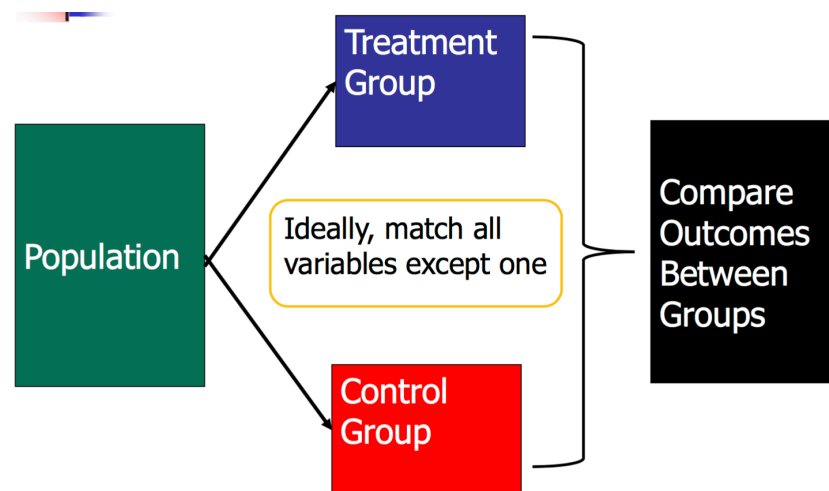 Population
Treatment
Group
Ideally, match all
variables except one
Control
Group
Compare
Outcomes
Between
Groups